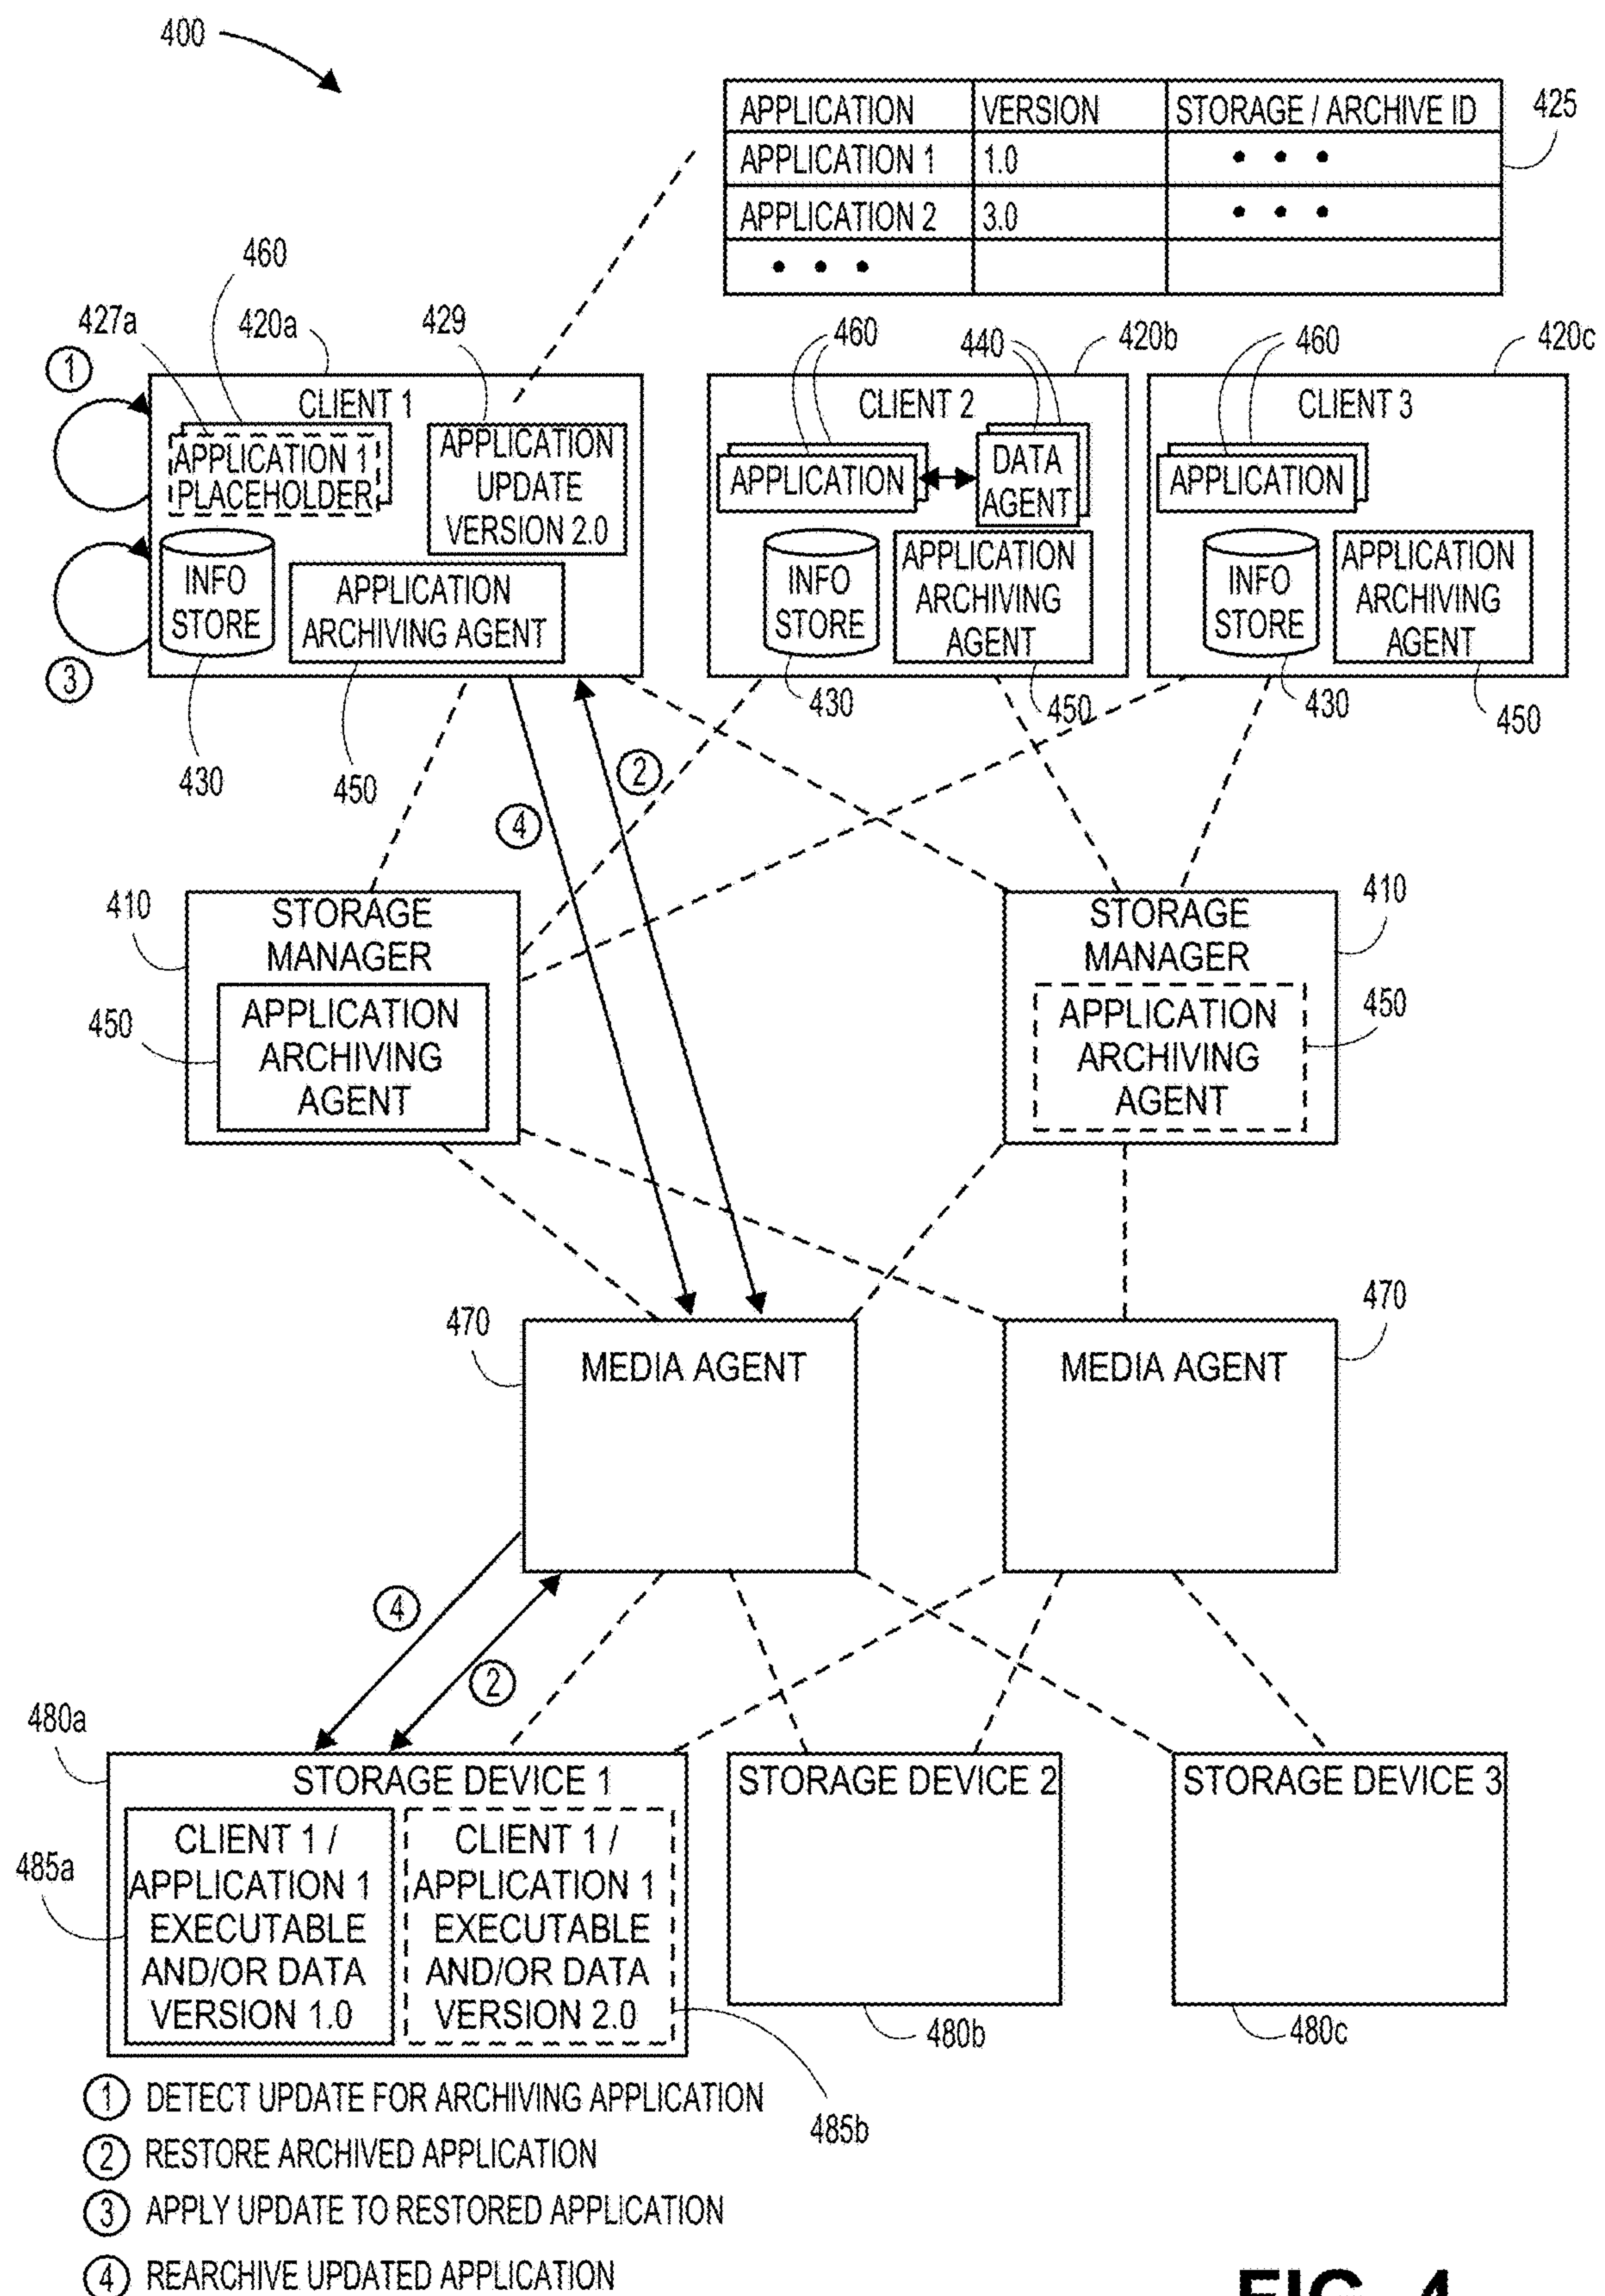 400
APPLICATION VERSION STORAGE / ARCHIVE ID
425
APPLICATION 1 1.0 • • •
APPLICATION 2 3.0 • • •
• • •
460
427a
420a
429
460
440
420b
460
420c
1
CLIENT 1
APPLICATION 1
PLACEHOLDER
APPLICATION
UPDATE
VERSION 2.0
INFO
STORE
APPLICATION
ARCHIVING AGENT
3
430
450
CLIENT 2
APPLICATION
DATA
AGENT
INFO
STORE
APPLICATION
ARCHIVING
AGENT
430
450
CLIENT 3
APPLICATION
INFO
STORE
APPLICATION
ARCHIVING
AGENT
430
450
2
4
410
STORAGE
MANAGER
450
APPLICATION
ARCHIVING
AGENT
STORAGE
MANAGER
410
APPLICATION
ARCHIVING
AGENT
450
470
MEDIA AGENT
MEDIA AGENT
470
4
2
480a
STORAGE DEVICE 1
485a
CLIENT 1 /
APPLICATION 1
EXECUTABLE
AND/OR DATA
VERSION 1.0
CLIENT 1 /
APPLICATION 1
EXECUTABLE
AND/OR DATA
VERSION 2.0
485b
STORAGE DEVICE 2
480b
STORAGE DEVICE 3
480c
1 DETECT UPDATE FOR ARCHIVING APPLICATION
2 RESTORE ARCHIVED APPLICATION
3 APPLY UPDATE TO RESTORED APPLICATION
4 REARCHIVE UPDATED APPLICATION
FIG. 4